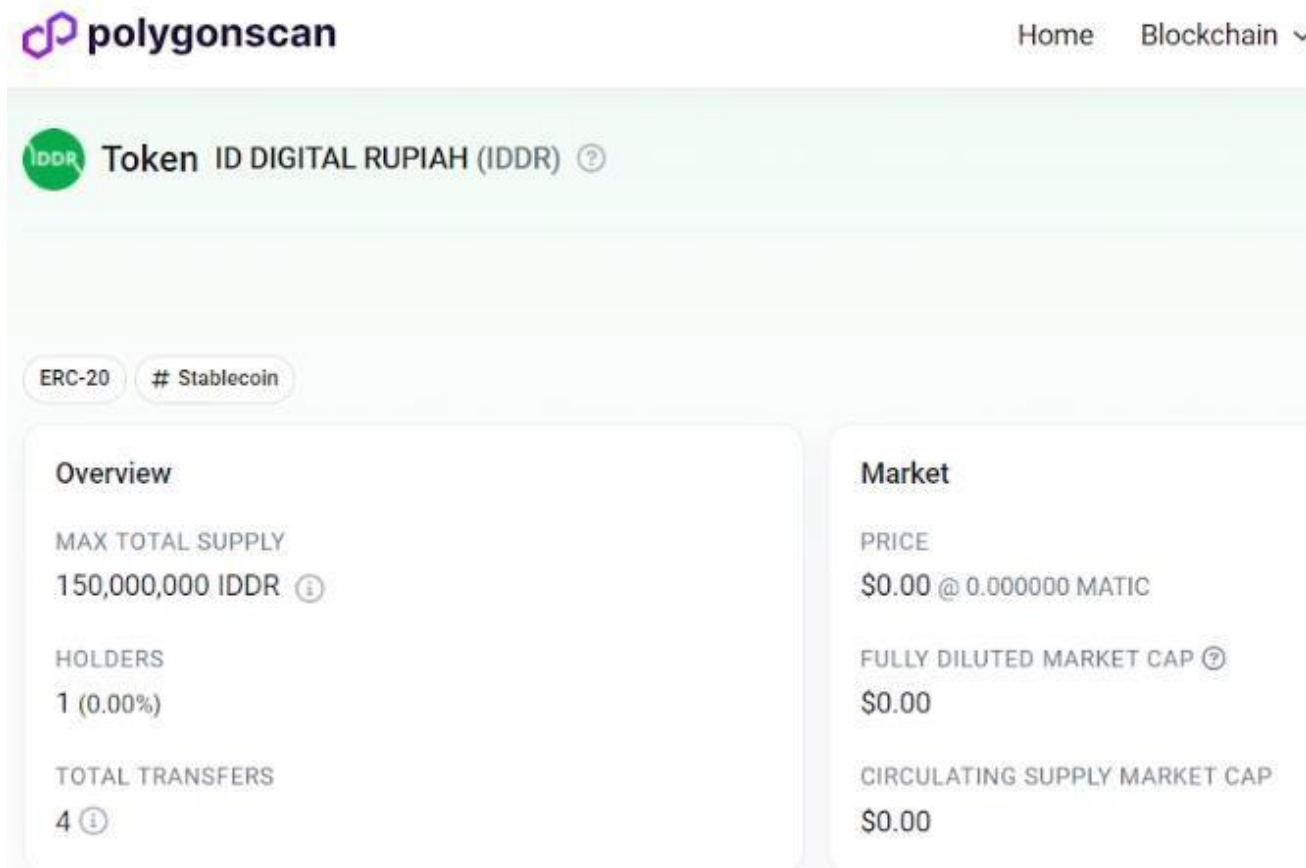 polygonscan Home Blockchain
IDDR Token ID DIGITAL RUPIAH (IDDR)
ERC-20 # Stablecoin
Overview
MAX TOTAL SUPPLY
150,000,000 IDDR
HOLDERS
1 (0.00%)
TOTAL TRANSFERS
4
Market
PRICE
$0.00 @ 0.000000 MATIC
FULLY DILUTED MARKET CAP
$0.00
CIRCULATING SUPPLY MARKET CAP
$0.00